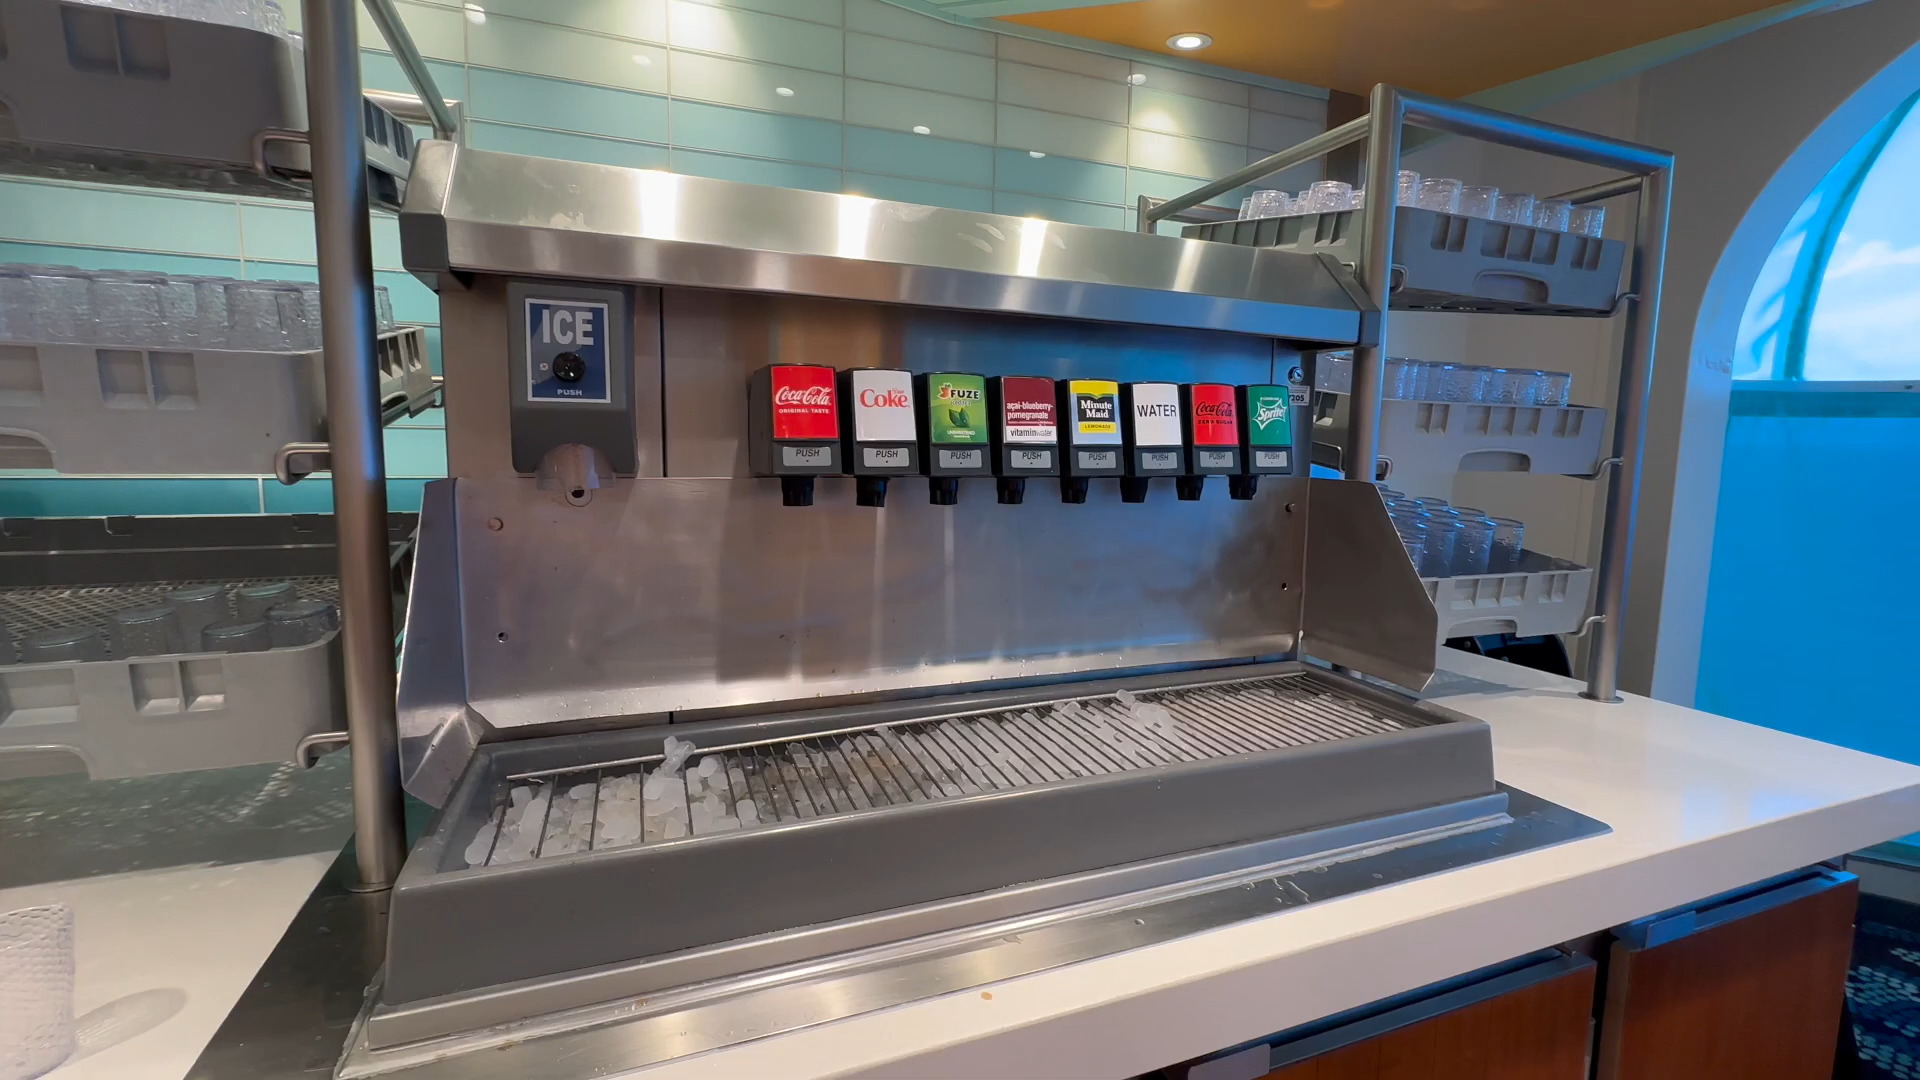 ICE
PUSH
Coca-Cola
ORIGINAL TASTE
PUSH
Coke
PUSH
FUZE
PUSH
açaí-blueberry-
pomegranate
vitaminwater
PUSH
Minute
Maid
LEMONADE
PUSH
WATER
PUSH
Coca-Cola
ZERO SUGAR
PUSH
Sprite
PUSH